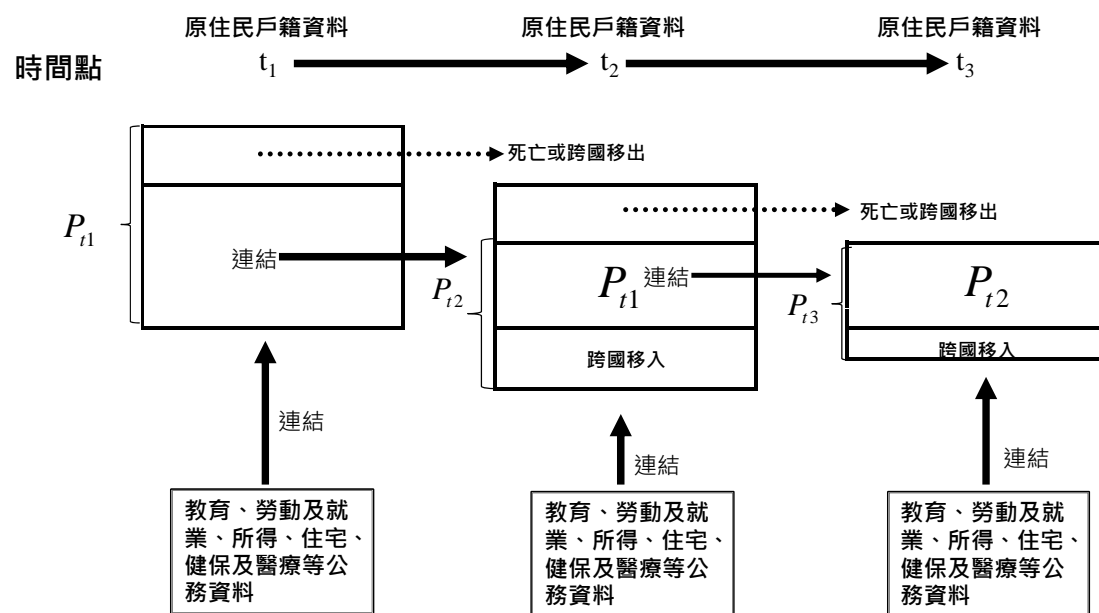 原住民戶籍資料
原住民戶籍資料
原住民戶籍資料
時間點
t1
t2
t3
死亡或跨國移出
死亡或跨國移出
Pt1
連結
Pt2
Pt1
連結
Pt3
Pt2
跨國移入
跨國移入
連結
連結
連結
教育、勞動及就
業、所得、住宅、
健保及醫療等公
務資料
教育、勞動及就
業、所得、住宅、
健保及醫療等公
務資料
教育、勞動及就
業、所得、住宅、
健保及醫療等公
務資料